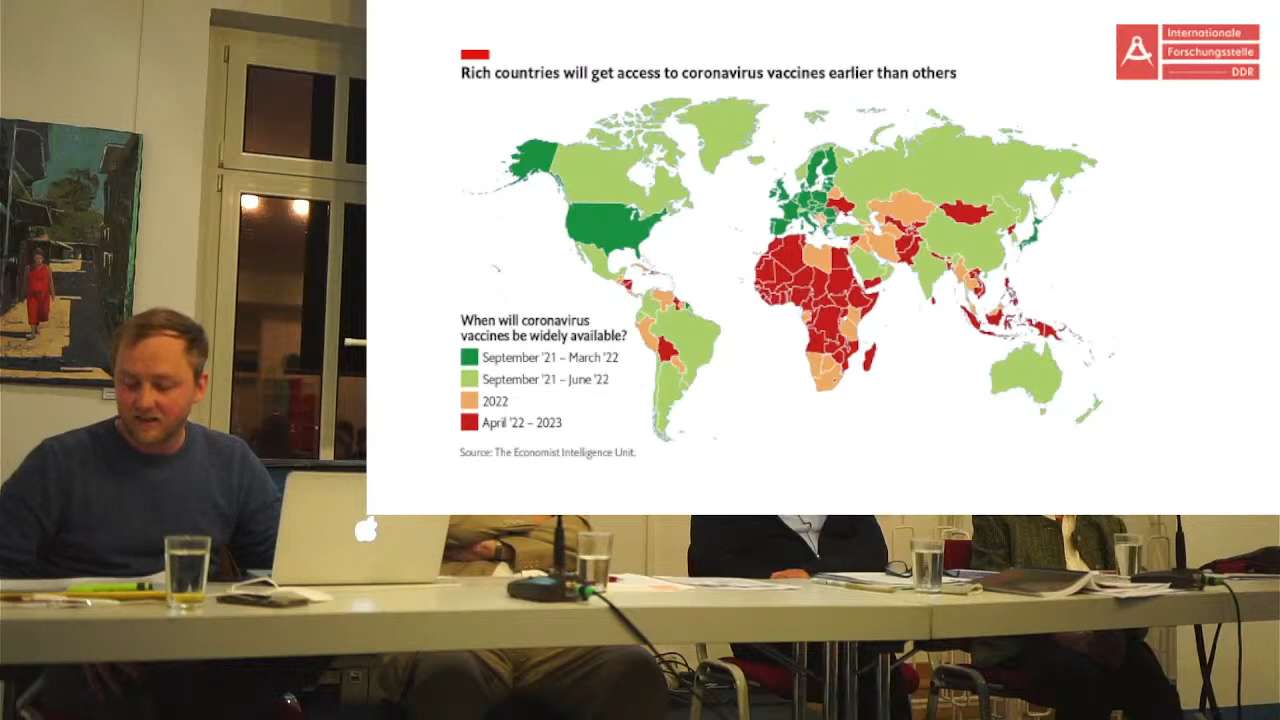 Internationale
Forschungsstelle
DDR
Rich countries will get access to coronavirus vaccines earlier than others
When will coronavirus
vaccines be widely available?
September '21 – March '22
September '21 – June '22
2022
April '22 – 2023
Source: The Economist Intelligence Unit.